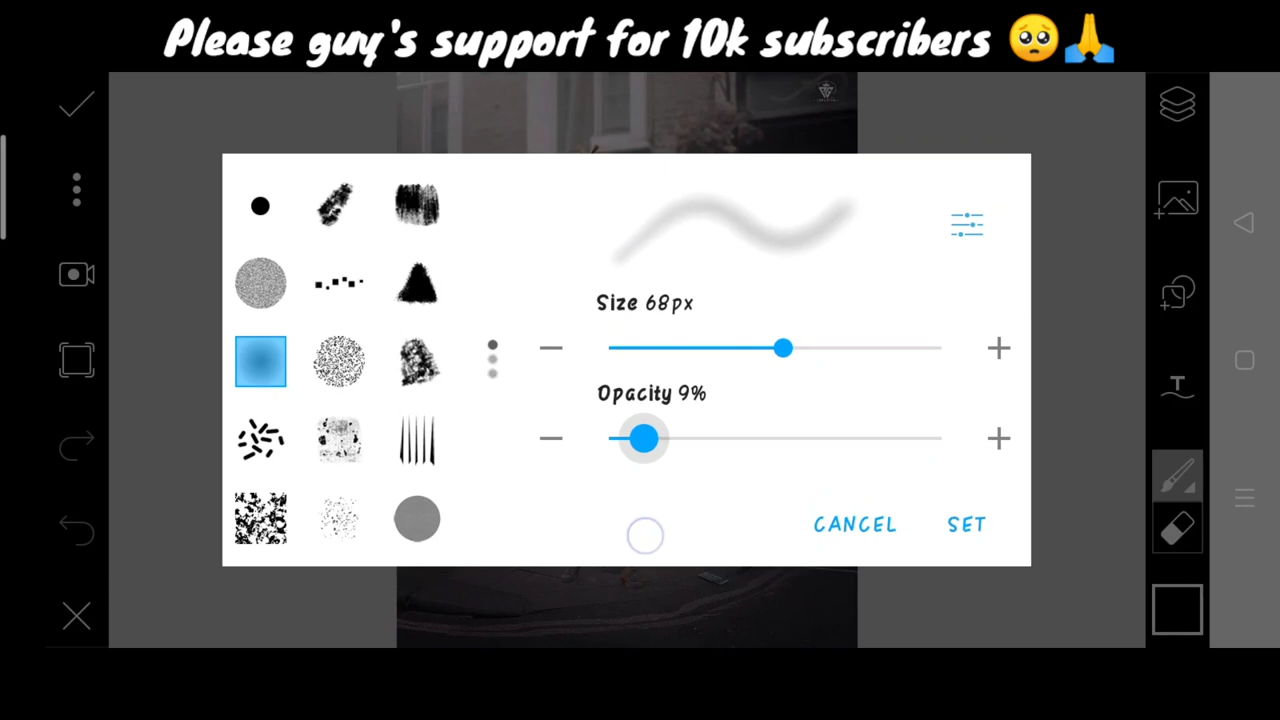 Please guy's support for 10k subscribers 🥺🙏
Size 68px
Opacity 9%
CANCEL
SET
T